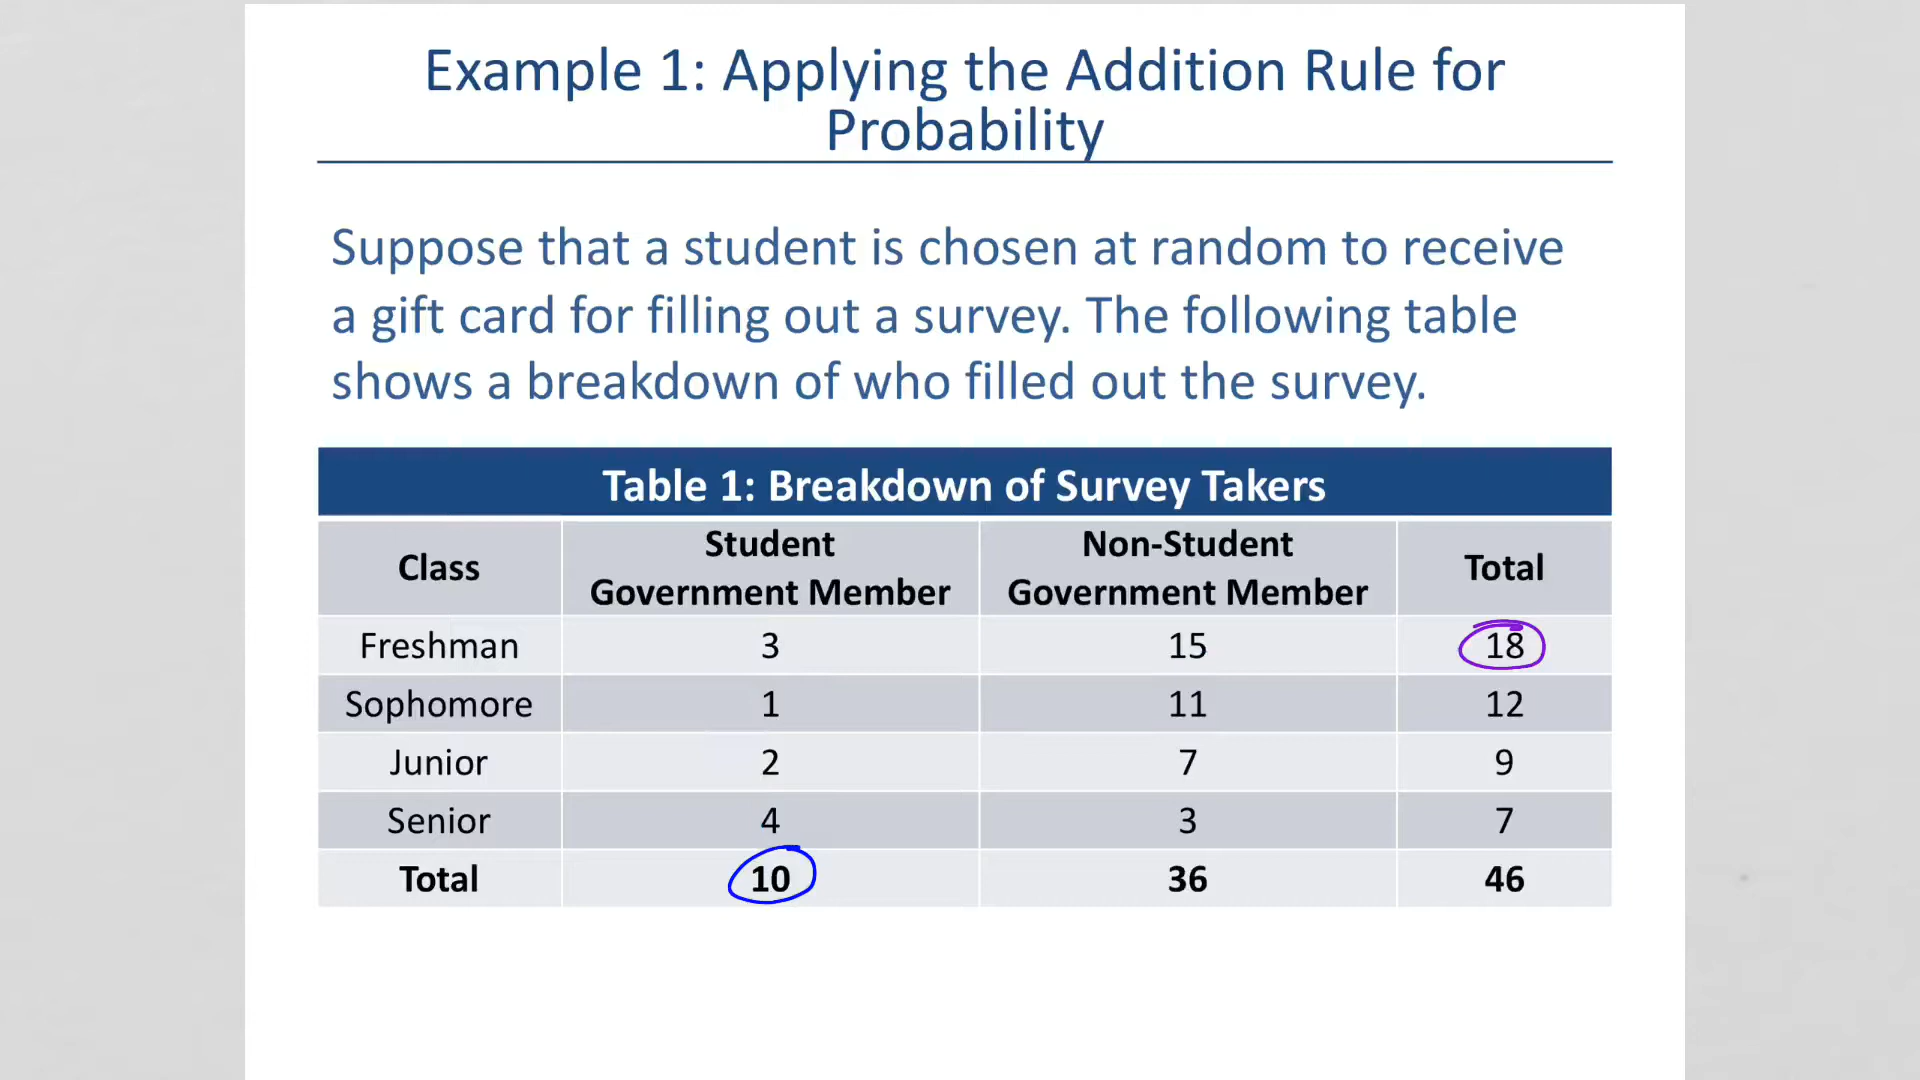 Example 1: Applying the Addition Rule for
Probability
Suppose that a student is chosen at random to receive
a gift card for filling out a survey. The following table
shows a breakdown of who filled out the survey.
Table 1: Breakdown of Survey Takers
Class Student Government Member Non-Student Government Member Total
Freshman 3 15 18
Sophomore 1 11 12
Junior 2 7 9
Senior 4 3 7
Total 10 36 46